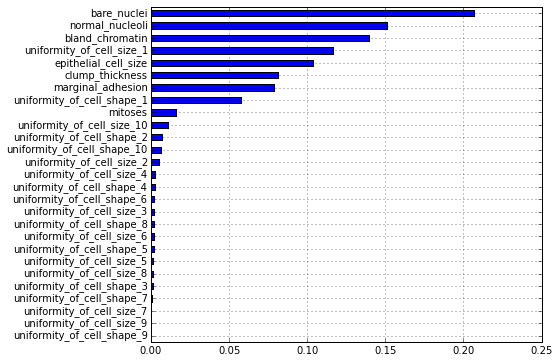 bare_nuclei
normal_nucleoli
bland_chromatin
uniformity_of_cell_size_1
epithelial_cell_size
clump_thickness
marginal_adhesion
uniformity_of_cell_shape_1
mitoses
uniformity_of_cell_size_10
uniformity_of_cell_shape_2
uniformity_of_cell_shape_10
uniformity_of_cell_size_2
uniformity_of_cell_size_4
uniformity_of_cell_shape_4
uniformity_of_cell_shape_6
uniformity_of_cell_size_3
uniformity_of_cell_shape_8
uniformity_of_cell_size_6
uniformity_of_cell_shape_5
uniformity_of_cell_size_5
uniformity_of_cell_size_8
uniformity_of_cell_shape_3
uniformity_of_cell_shape_7
uniformity_of_cell_size_7
uniformity_of_cell_size_9
uniformity_of_cell_shape_9
0.00 0.05 0.10 0.15 0.20 0.25